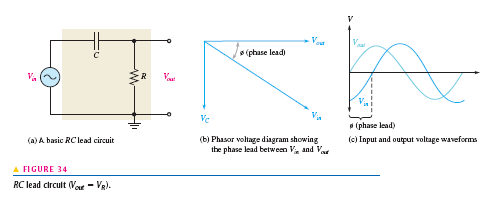 C
V_in
R
V_out
(a) A basic RC lead circuit
V_out
ø (phase lead)
V_C
V_in
(b) Phasor voltage diagram showing
the phase lead between V_in and V_out
V
V_out
V_in
ø (phase lead)
(c) Input and output voltage waveforms
▲ FIGURE 34
RC lead circuit (V_out = V_R).